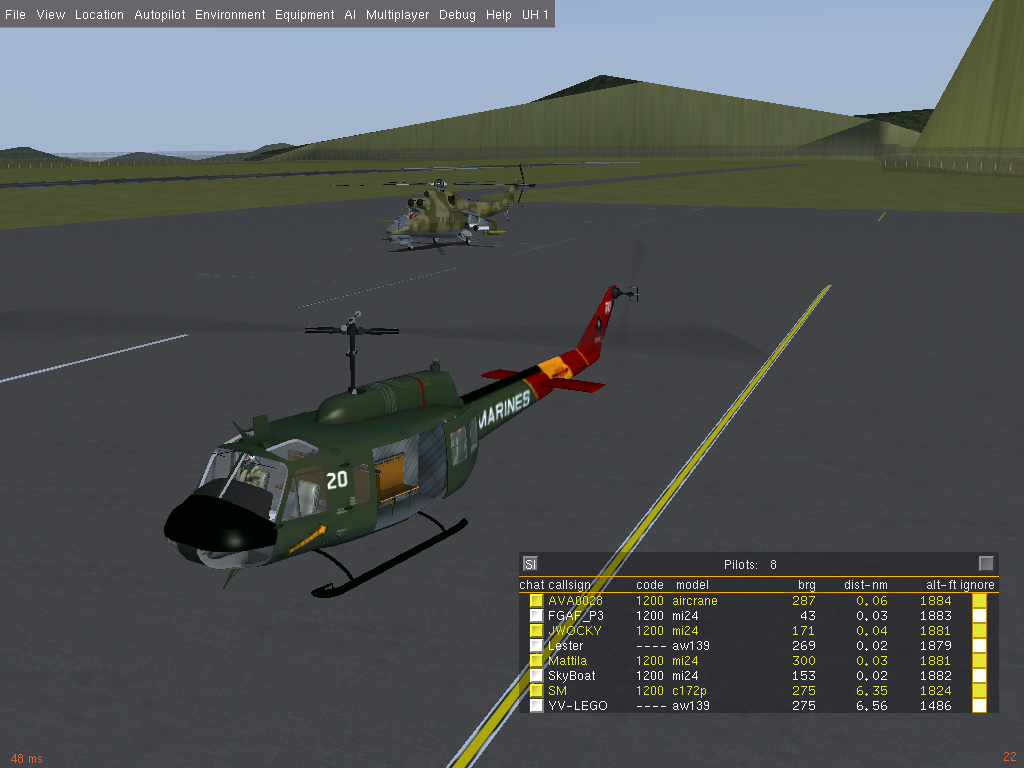 File View Location Autopilot Environment Equipment AI Multiplayer Debug Help UH 1
MARINES
20
SI Pilots: 8
chat callsign code model brg dist-nm alt-ft ignore
AVA0028 1200 aircrane 287 0.06 1884
FGAF_P3 1200 mi24 43 0.03 1883
JWOCKY 1200 mi24 171 0.04 1881
Lester ---- aw139 269 0.02 1879
Mattila 1200 mi24 300 0.03 1881
SkyBoat 1200 mi24 153 0.02 1882
SM 1200 c172p 275 6.35 1824
YV-LEGO ---- aw139 275 6.56 1486
48 ms 22